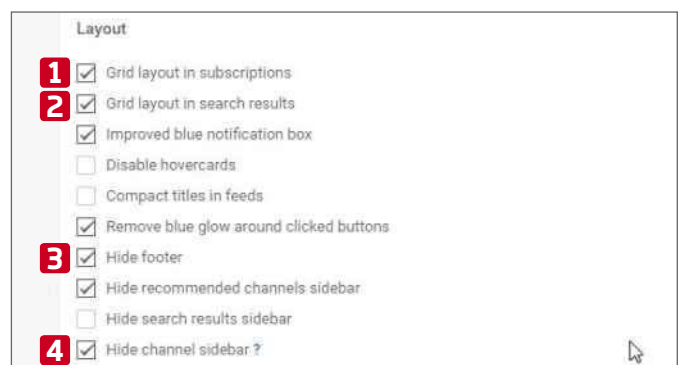 Layout
1 Grid layout in subscriptions
2 Grid layout in search results
Improved blue notification box
Disable hovercards
Compact titles in feeds
Remove blue glow around clicked buttons
3 Hide footer
Hide recommended channels sidebar
Hide search results sidebar
4 Hide channel sidebar ?